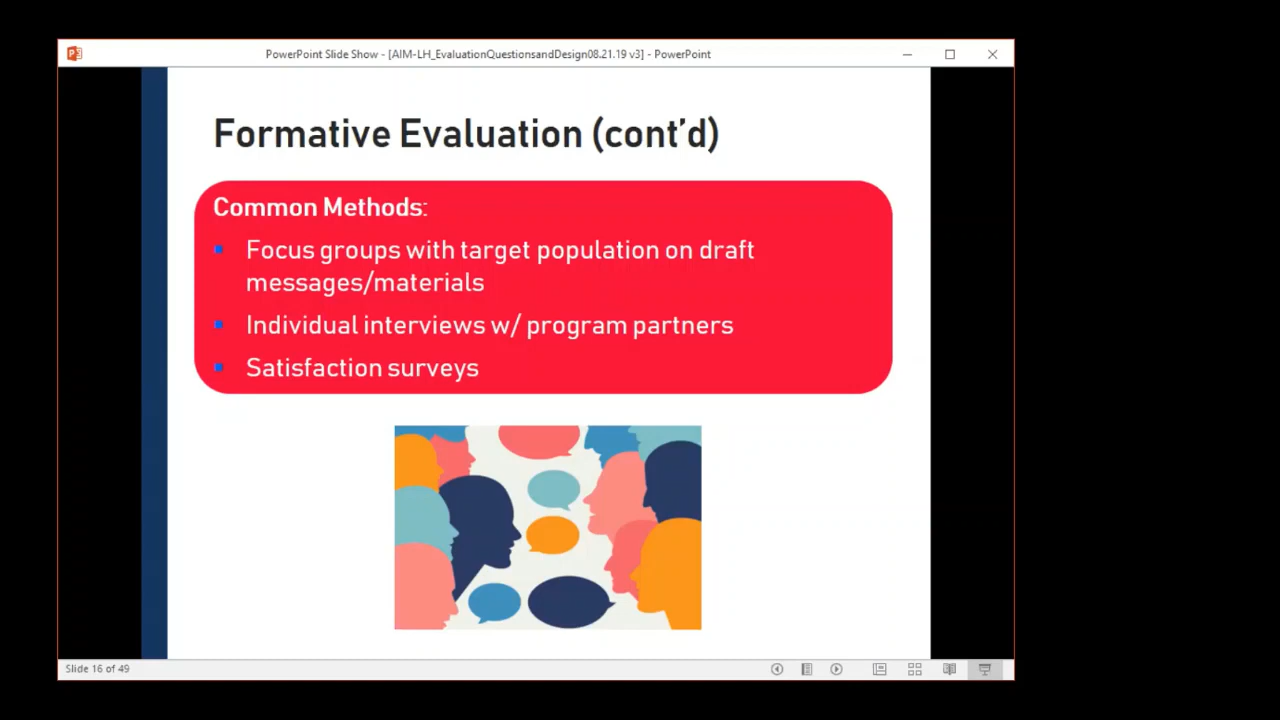 PowerPoint Slide Show - [AIM-LH_EvaluationQuestionsandDesign08.21.19 v3] - PowerPoint
Formative Evaluation (cont’d)
Common Methods:
Focus groups with target population on draft
messages/materials
Individual interviews w/ program partners
Satisfaction surveys
Slide 16 of 49